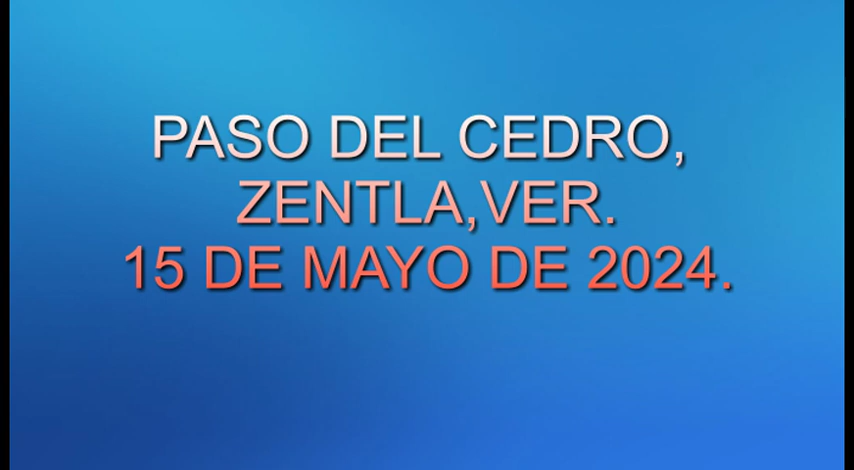 PASO DEL CEDRO,
ZENTLA,VER.
15 DE MAYO DE 2024.